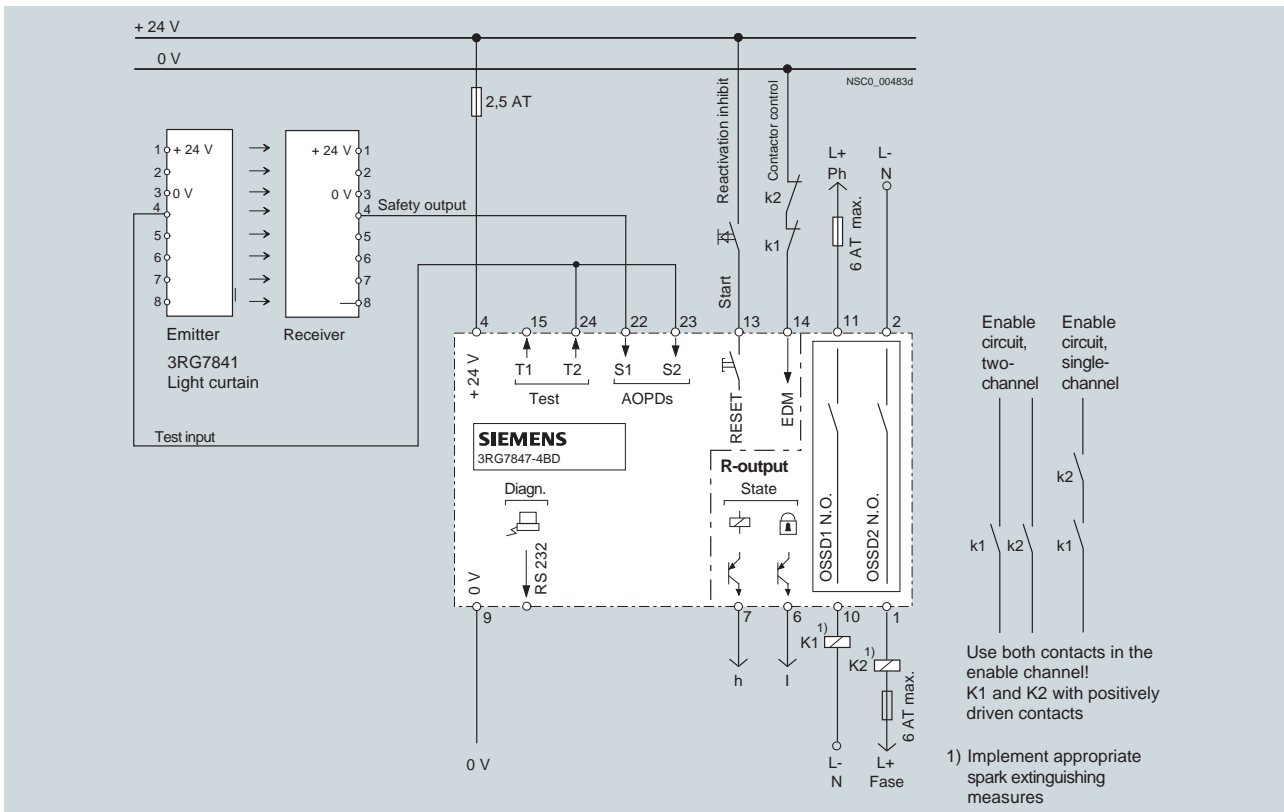 + 24 V
0 V
NSC0_00483d
2,5 AT
Reactivation inhibit
Contactor control
L+
Ph
L-
N
k2
k1
6 AT max.
Start
1 + 24 V
2
3 0 V
4
5
6
7
8
+ 24 V 1
2
0 V 3
4
5
6
7
8
Safety output
Emitter
Receiver
3RG7841
Light curtain
Test input
4
15
24
22
23
13
14
11
2
+ 24 V
T1
T2
S1
S2
Test
AOPDs
RESET
EDM
SIEMENS
3RG7847-4BD
R-output
State
Diagn.
RS 232
0 V
OSSD1 N.O.
OSSD2 N.O.
9
7
6
10
1
K1
1)
K2
1)
6 AT max.
h
l
0 V
L-
N
L+
Fase
Enable
circuit,
two-
channel
Enable
circuit,
single-
channel
k2
k1
k2
k1
Use both contacts in the
enable channel!
K1 and K2 with positively
driven contacts
1) Implement appropriate
spark extinguishing
measures